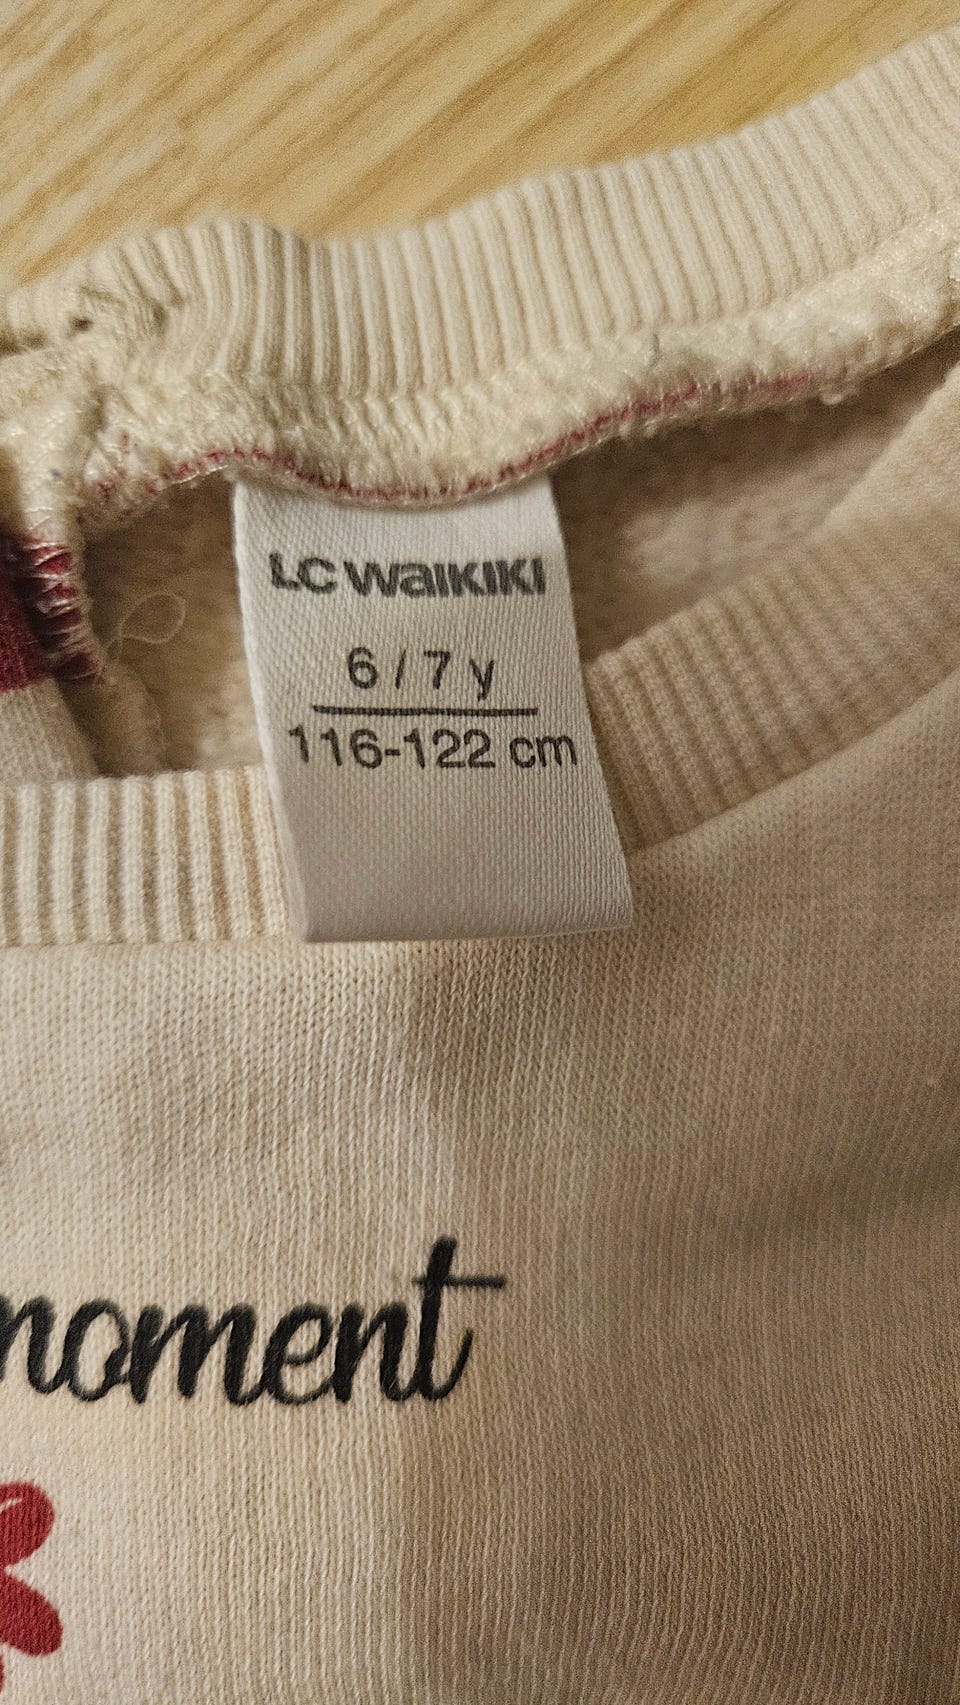 LC WAIKIKI
6 / 7 y
116-122 cm
moment